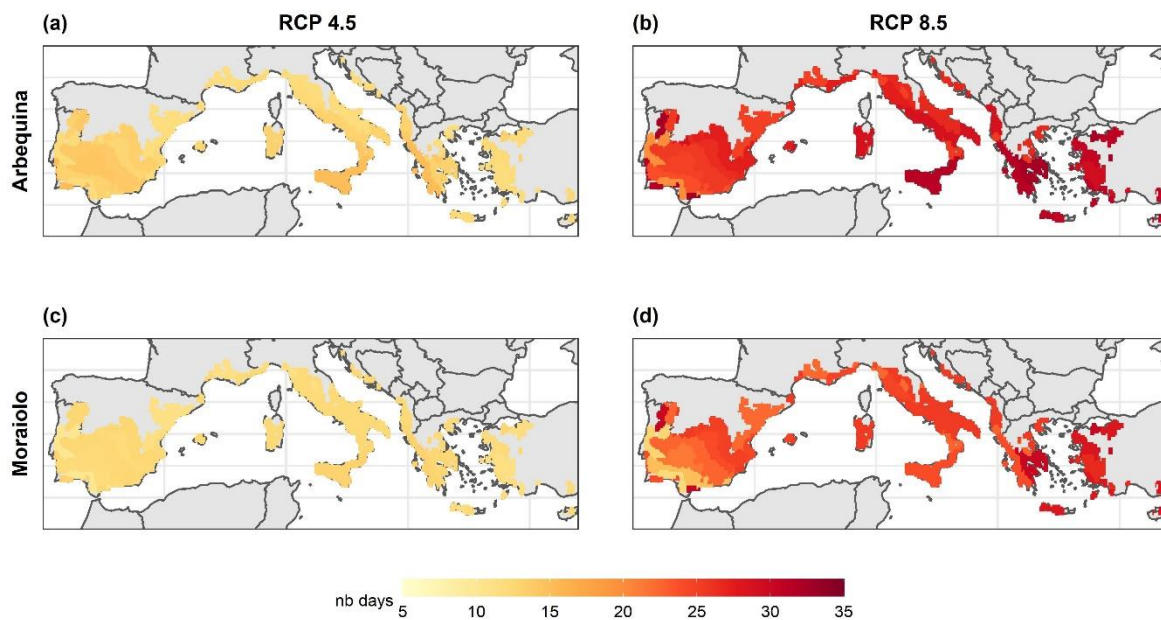 (a) RCP 4.5
(b) RCP 8.5
Arbequina
(c)
(d)
Moraiolo
nb days
5 10 15 20 25 30 35